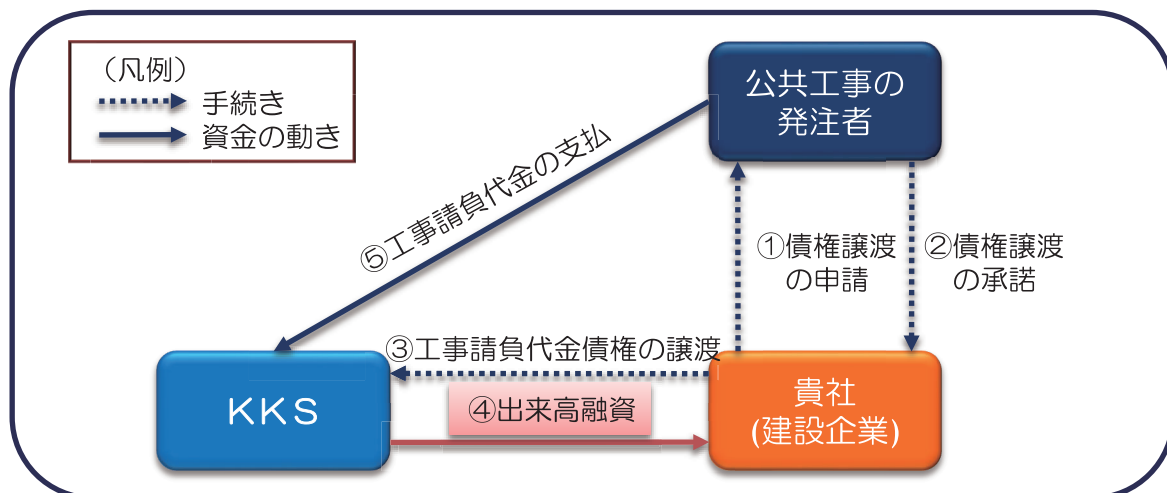 (凡例)
手続き
資金の動き
公共工事の
発注者
⑤工事請負代金の支払
①債権譲渡
の申請
②債権譲渡
の承諾
③工事請負代金債権の譲渡
KKS
④出来高融資
貴社
(建設企業)